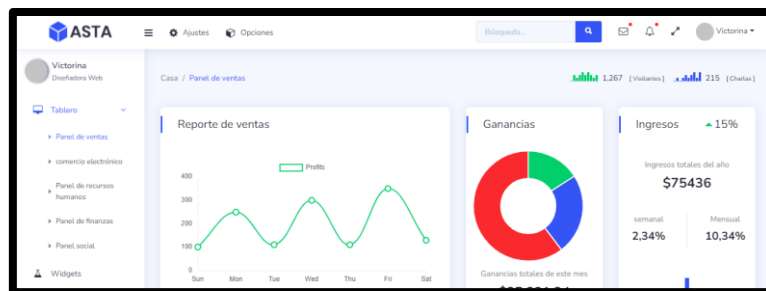 ASTA
Ajustes
Opciones
Búsqueda...
Victorina
Victorina
Diseñadora Web
Casa / Panel de ventas
1,267 [Visitantes]
215 [Charlas]
Tablero
Panel de ventas
comercio electrónico
Panel de recursos
humanos
Panel de finanzas
Panel social
Widgets
Reporte de ventas
Profits
400
300
200
100
0
Sun Mon Tue Wed Thu Fri Sat
Ganancias
Ganancias totales de este mes
Ingresos
15%
Ingresos totales del año
$75436
semanal
Mensual
2,34%
10,34%